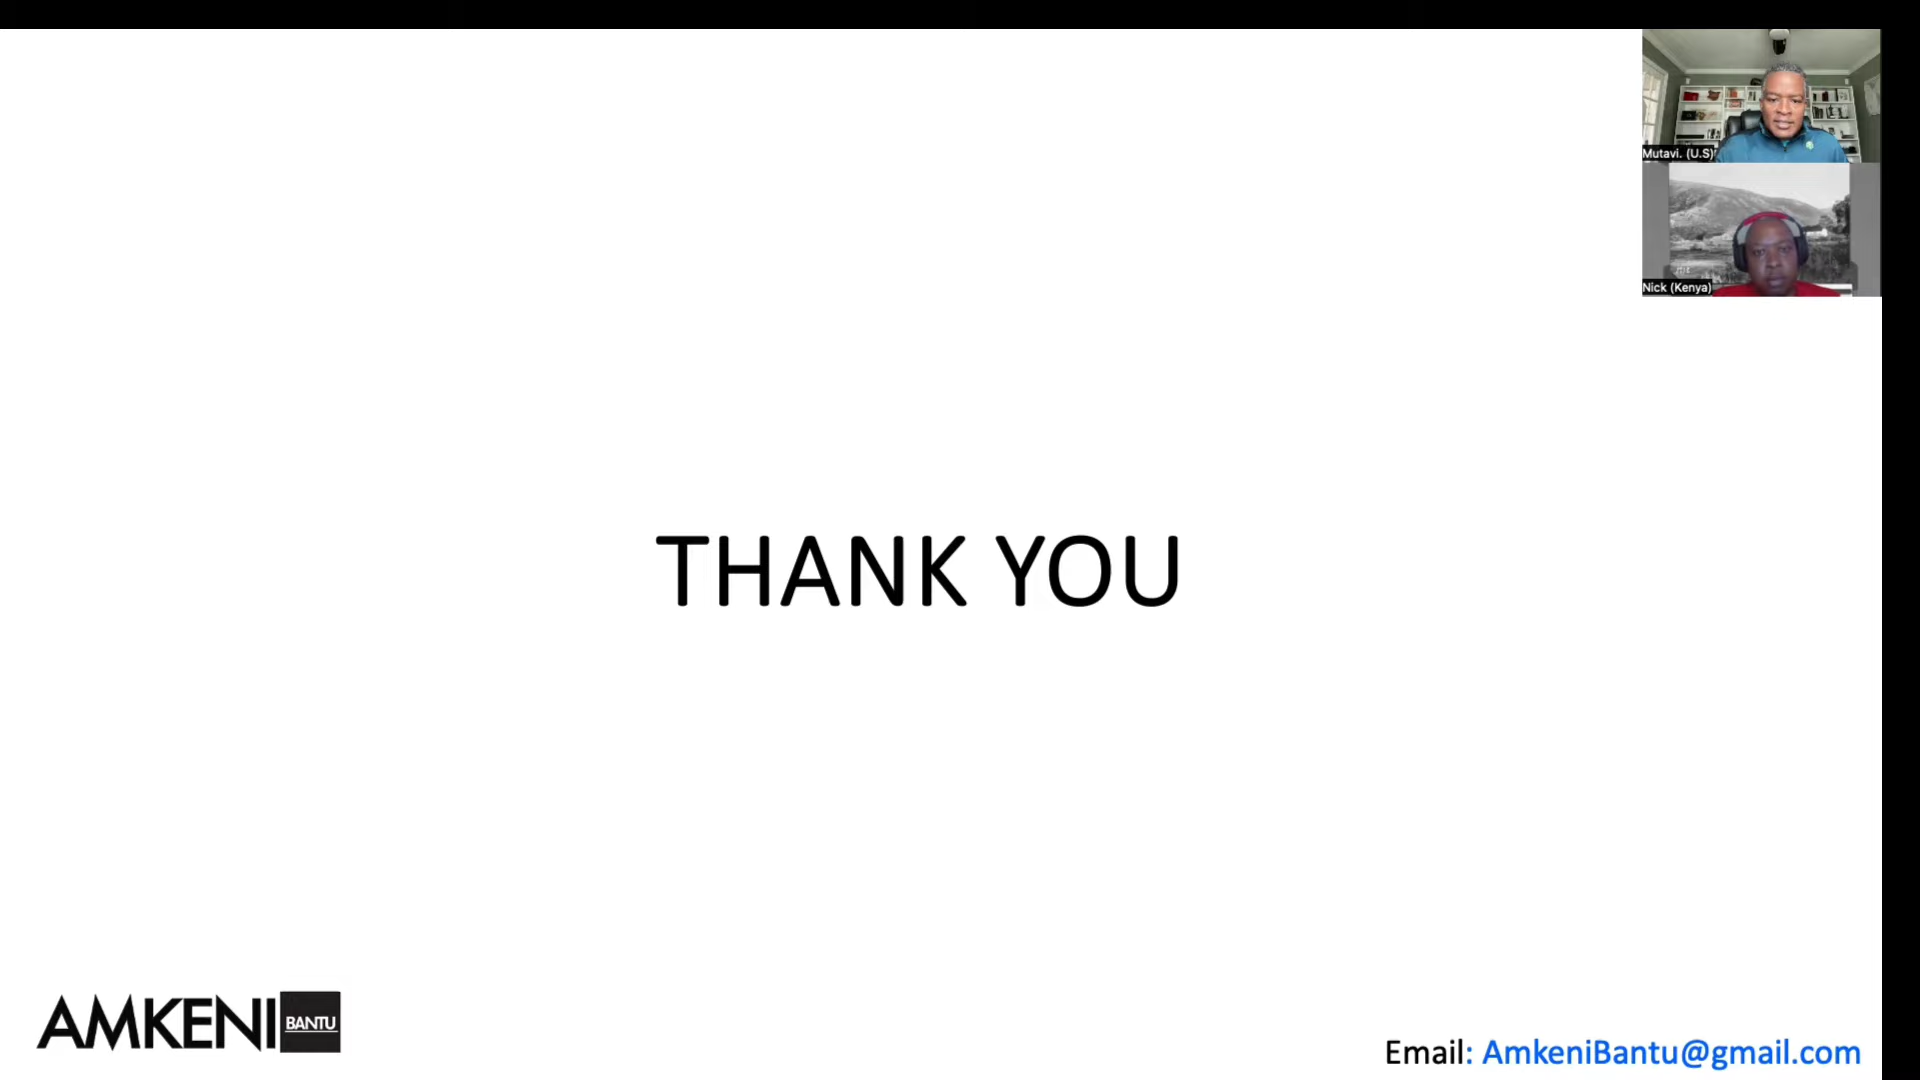 Mutavi. (U.S)
Nick (Kenya)
THANK YOU
AMKENI BANTU
Email: AmkeniBantu@gmail.com